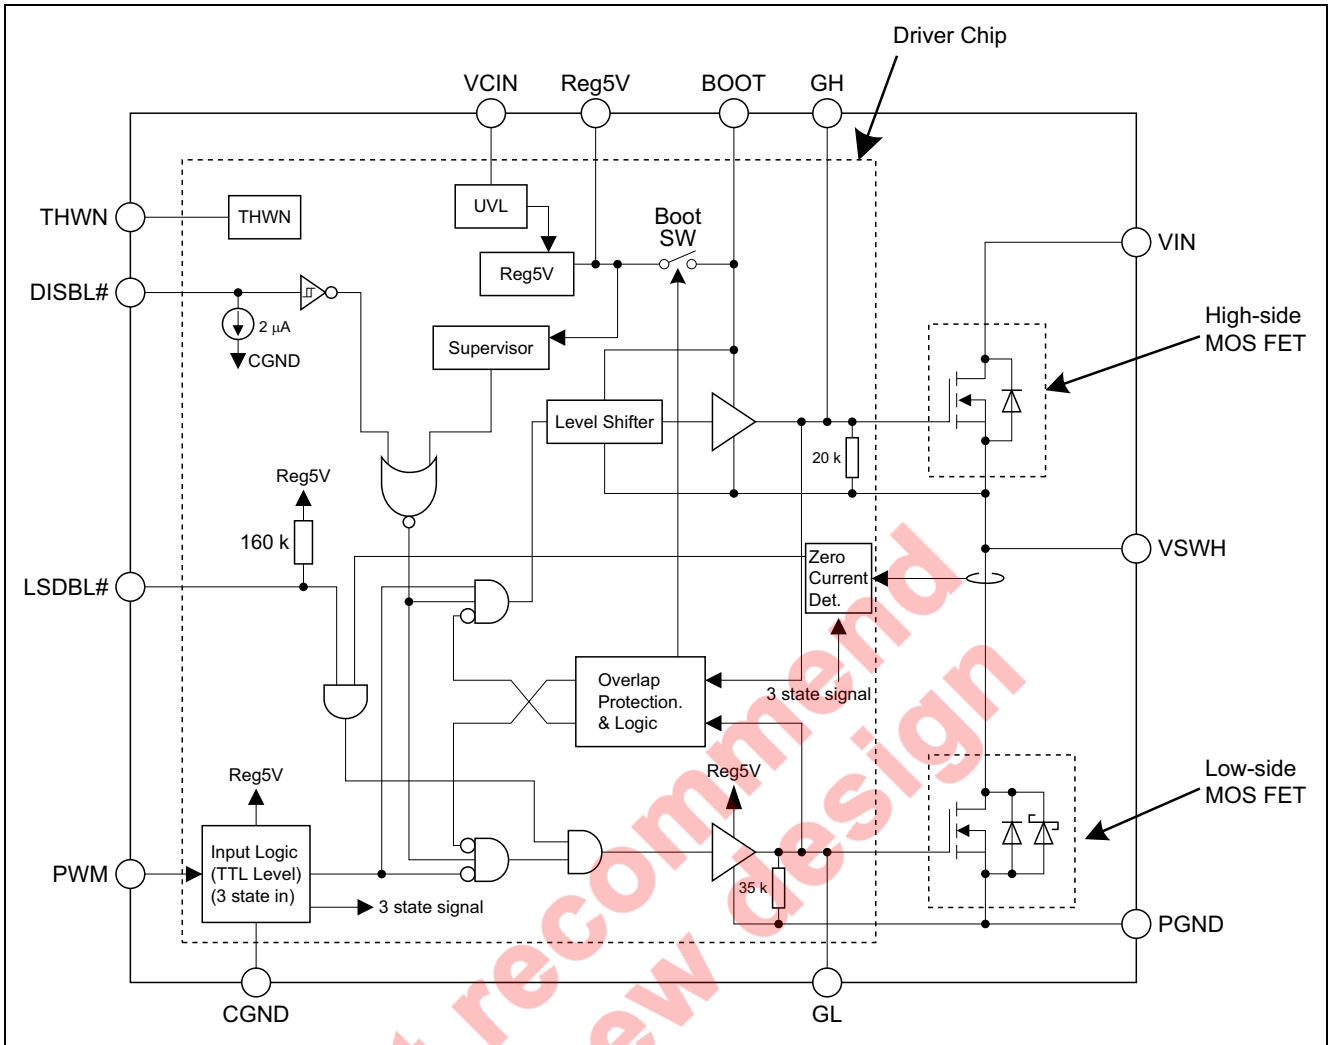 Driver Chip
VCIN
Reg5V
BOOT
GH
THWN
THWN
UVL
Boot
SW
VIN
Reg5V
DISBL#
2 μA
CGND
Supervisor
High-side
MOS FET
Level Shifter
20 k
Reg5V
160 k
VSWH
Zero
Current
Det.
LSDBL#
3 state signal
Overlap
Protection.
& Logic
Reg5V
Reg5V
Low-side
MOS FET
Input Logic
(TTL Level)
(3 state in)
PWM
35 k
3 state signal
PGND
CGND
GL
t recommend
ew design